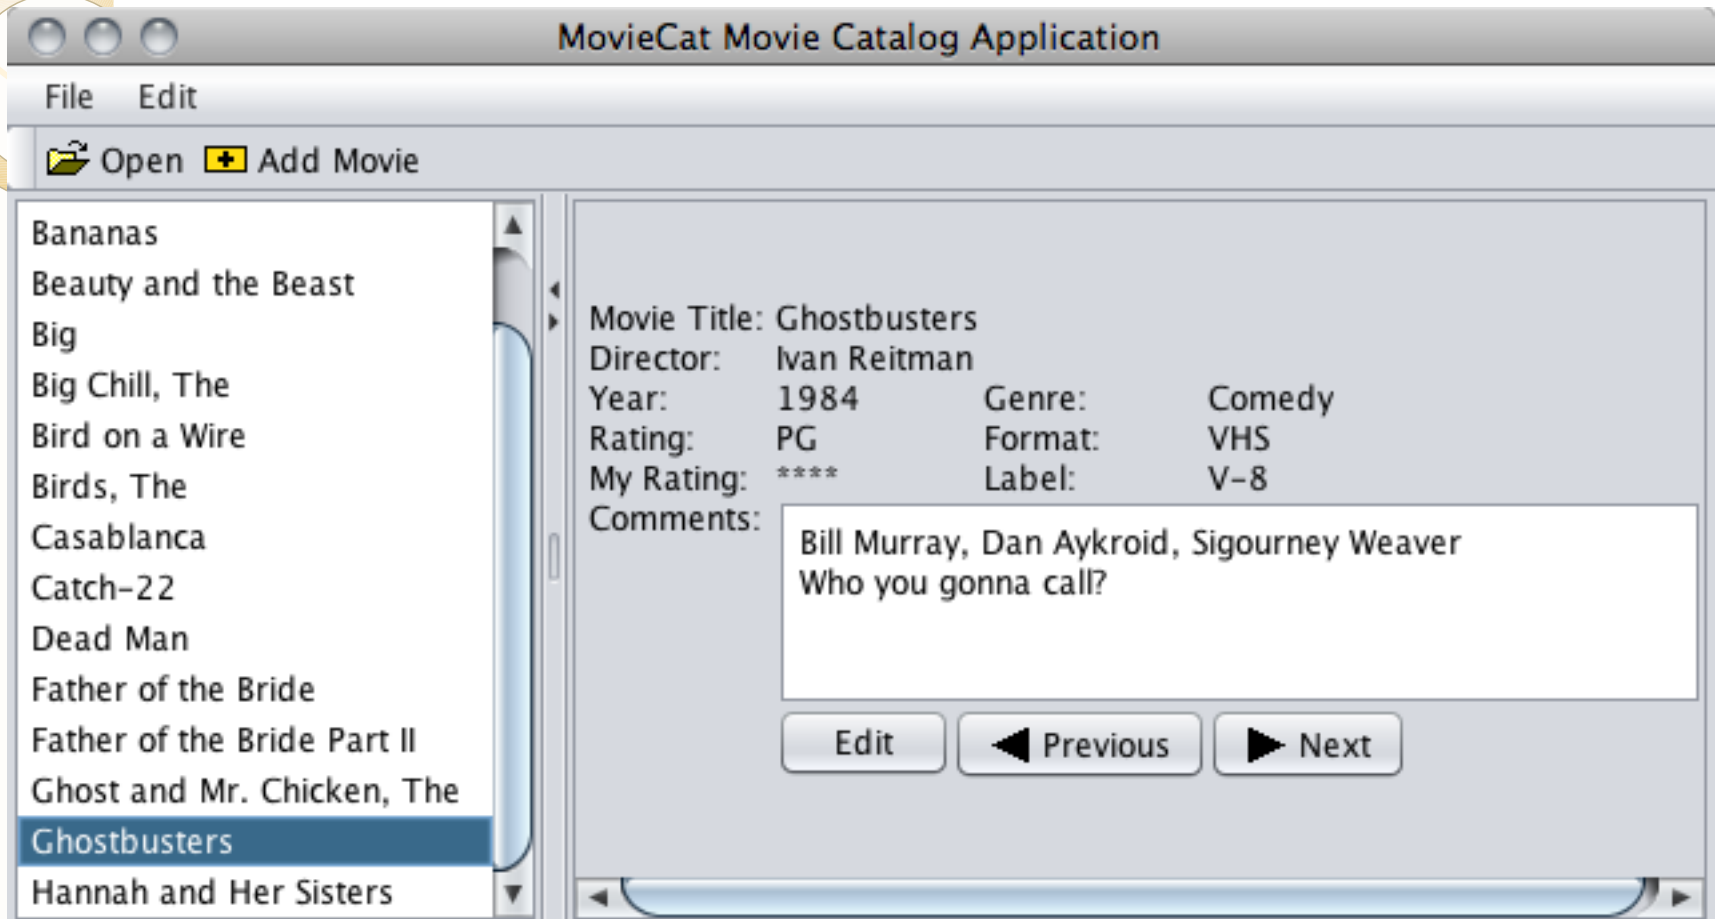 MovieCat Movie Catalog Application
File Edit
Open Add Movie
Bananas
Beauty and the Beast
Big
Big Chill, The
Bird on a Wire
Birds, The
Casablanca
Catch-22
Dead Man
Father of the Bride
Father of the Bride Part II
Ghost and Mr. Chicken, The
Ghostbusters
Hannah and Her Sisters
Movie Title: Ghostbusters
Director: Ivan Reitman
Year: 1984 Genre: Comedy
Rating: PG Format: VHS
My Rating: **** Label: V-8
Comments: Bill Murray, Dan Aykroid, Sigourney Weaver
Who you gonna call?
Edit Previous Next